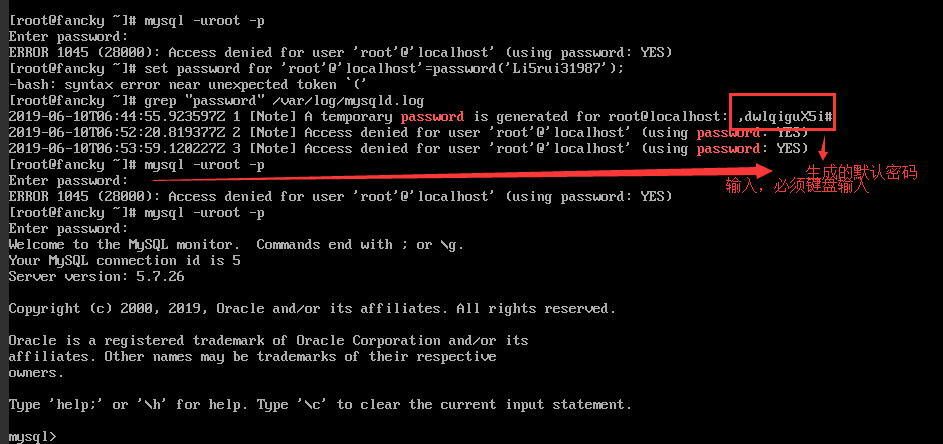 [root@fancky ~]# mysql -uroot -p
Enter password:
ERROR 1045 (28000): Access denied for user 'root'@'localhost' (using password: YES)
[root@fancky ~]# set password for 'root'@'localhost'=password('Li5rui31987');
-bash: syntax error near unexpected token `('
[root@fancky ~]# grep "password" /var/log/mysqld.log
2019-06-10T06:44:55.923597Z 1 [Note] A temporary password is generated for root@localhost: ,dwlqiguX5i#
2019-06-10T06:52:20.819377Z 2 [Note] Access denied for user 'root'@'localhost' (using password: YES)
2019-06-10T06:53:59.120227Z 3 [Note] Access denied for user 'root'@'localhost' (using password: YES)
[root@fancky ~]# mysql -uroot -p
生成的默认密码
Enter password:
输入，必须键盘输入
ERROR 1045 (28000): Access denied for user 'root'@'localhost' (using password: YES)
[root@fancky ~]# mysql -uroot -p
Enter password:
Welcome to the MySQL monitor.  Commands end with ; or \g.
Your MySQL connection id is 5
Server version: 5.7.26
Copyright (c) 2000, 2019, Oracle and/or its affiliates. All rights reserved.
Oracle is a registered trademark of Oracle Corporation and/or its
affiliates. Other names may be trademarks of their respective
owners.
Type 'help;' or '\h' for help. Type '\c' to clear the current input statement.
mysql>